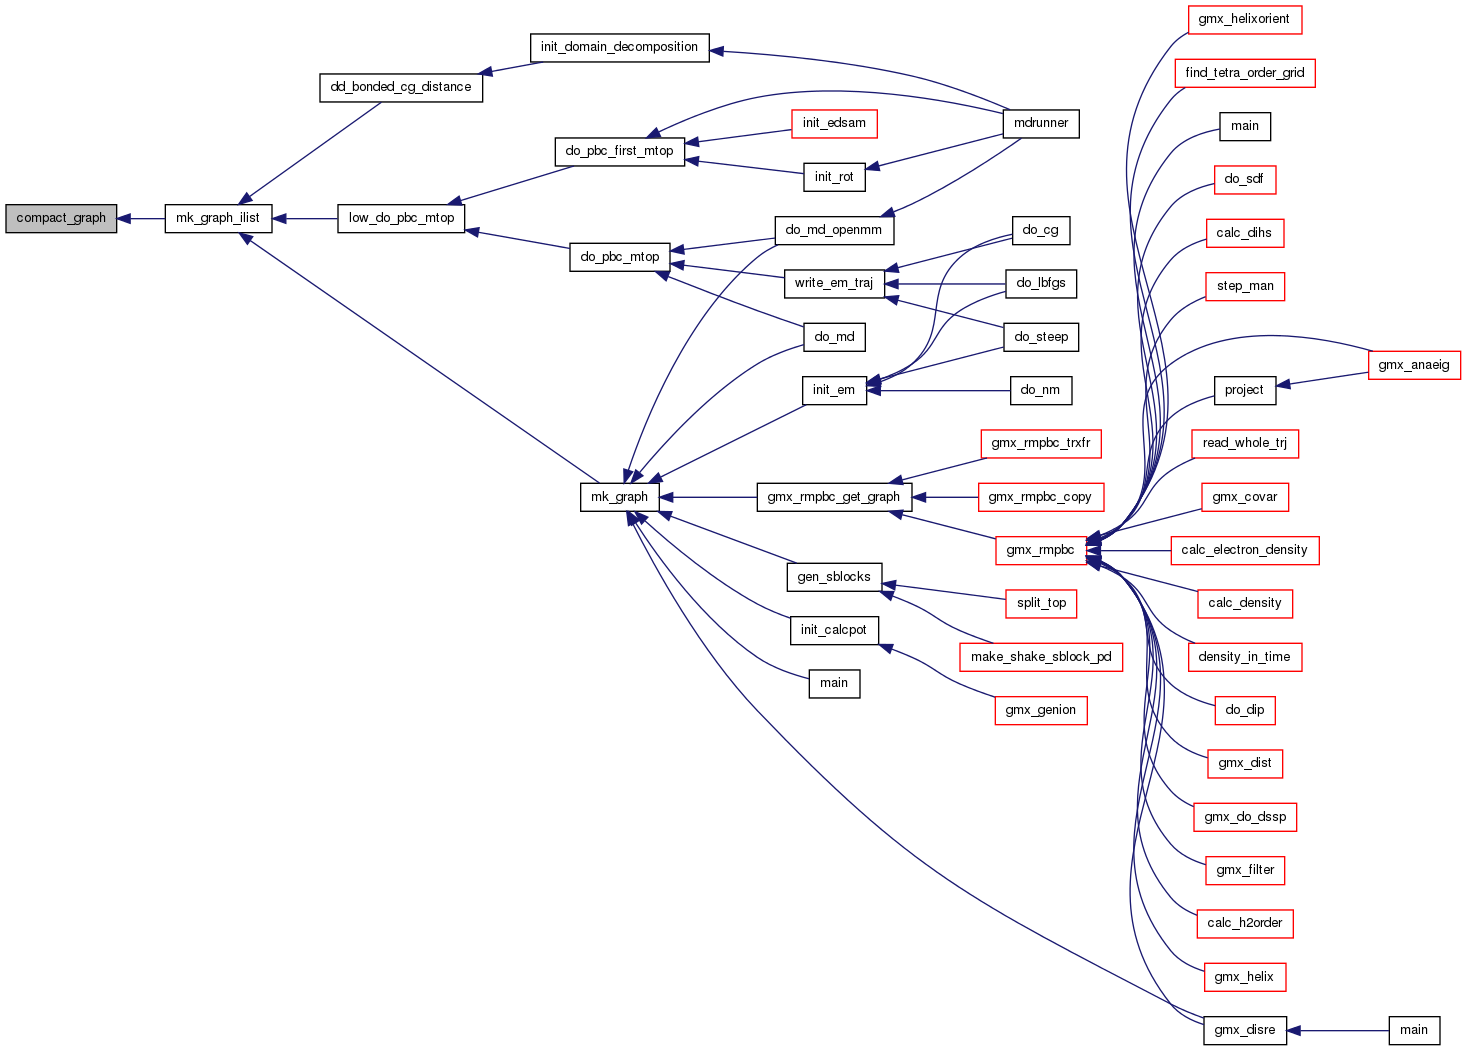 compact_graph
mk_graph_ilist
dd_bonded_cg_distance
init_domain_decomposition
low_do_pbc_mtop
do_pbc_first_mtop
init_edsam
init_rot
mdrunner
do_pbc_mtop
do_md_openmm
write_em_traj
do_md
do_cg
do_lbfgs
do_steep
init_em
do_nm
mk_graph
gmx_rmpbc_get_graph
gmx_rmpbc_trxfr
gmx_rmpbc_copy
gmx_rmpbc
gen_sblocks
split_top
make_shake_sblock_pd
init_calcpot
gmx_genion
main
gmx_helixorient
find_tetra_order_grid
main
do_sdf
calc_dihs
step_man
gmx_anaeig
project
read_whole_trj
gmx_covar
calc_electron_density
calc_density
density_in_time
do_dip
gmx_dist
gmx_do_dssp
gmx_filter
calc_h2order
gmx_helix
gmx_disre
main